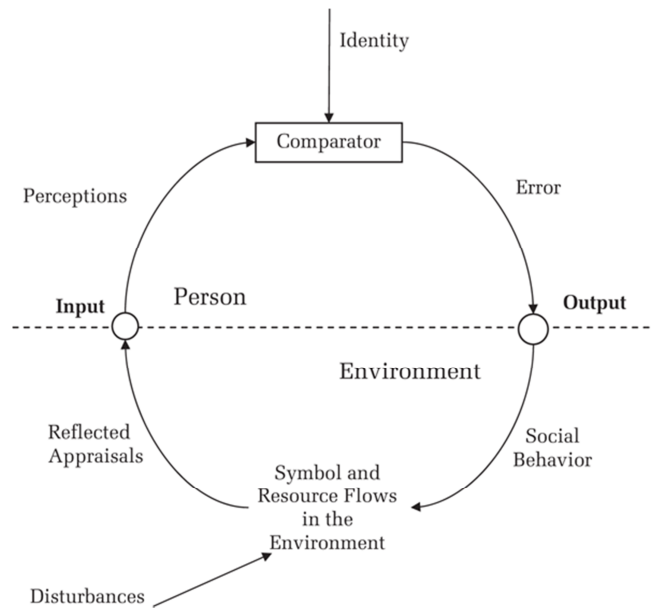 Identity
Comparator
Perceptions
Error
Input
Person
Output
Environment
Reflected
Appraisals
Social
Behavior
Symbol and
Resource Flows
in the
Environment
Disturbances